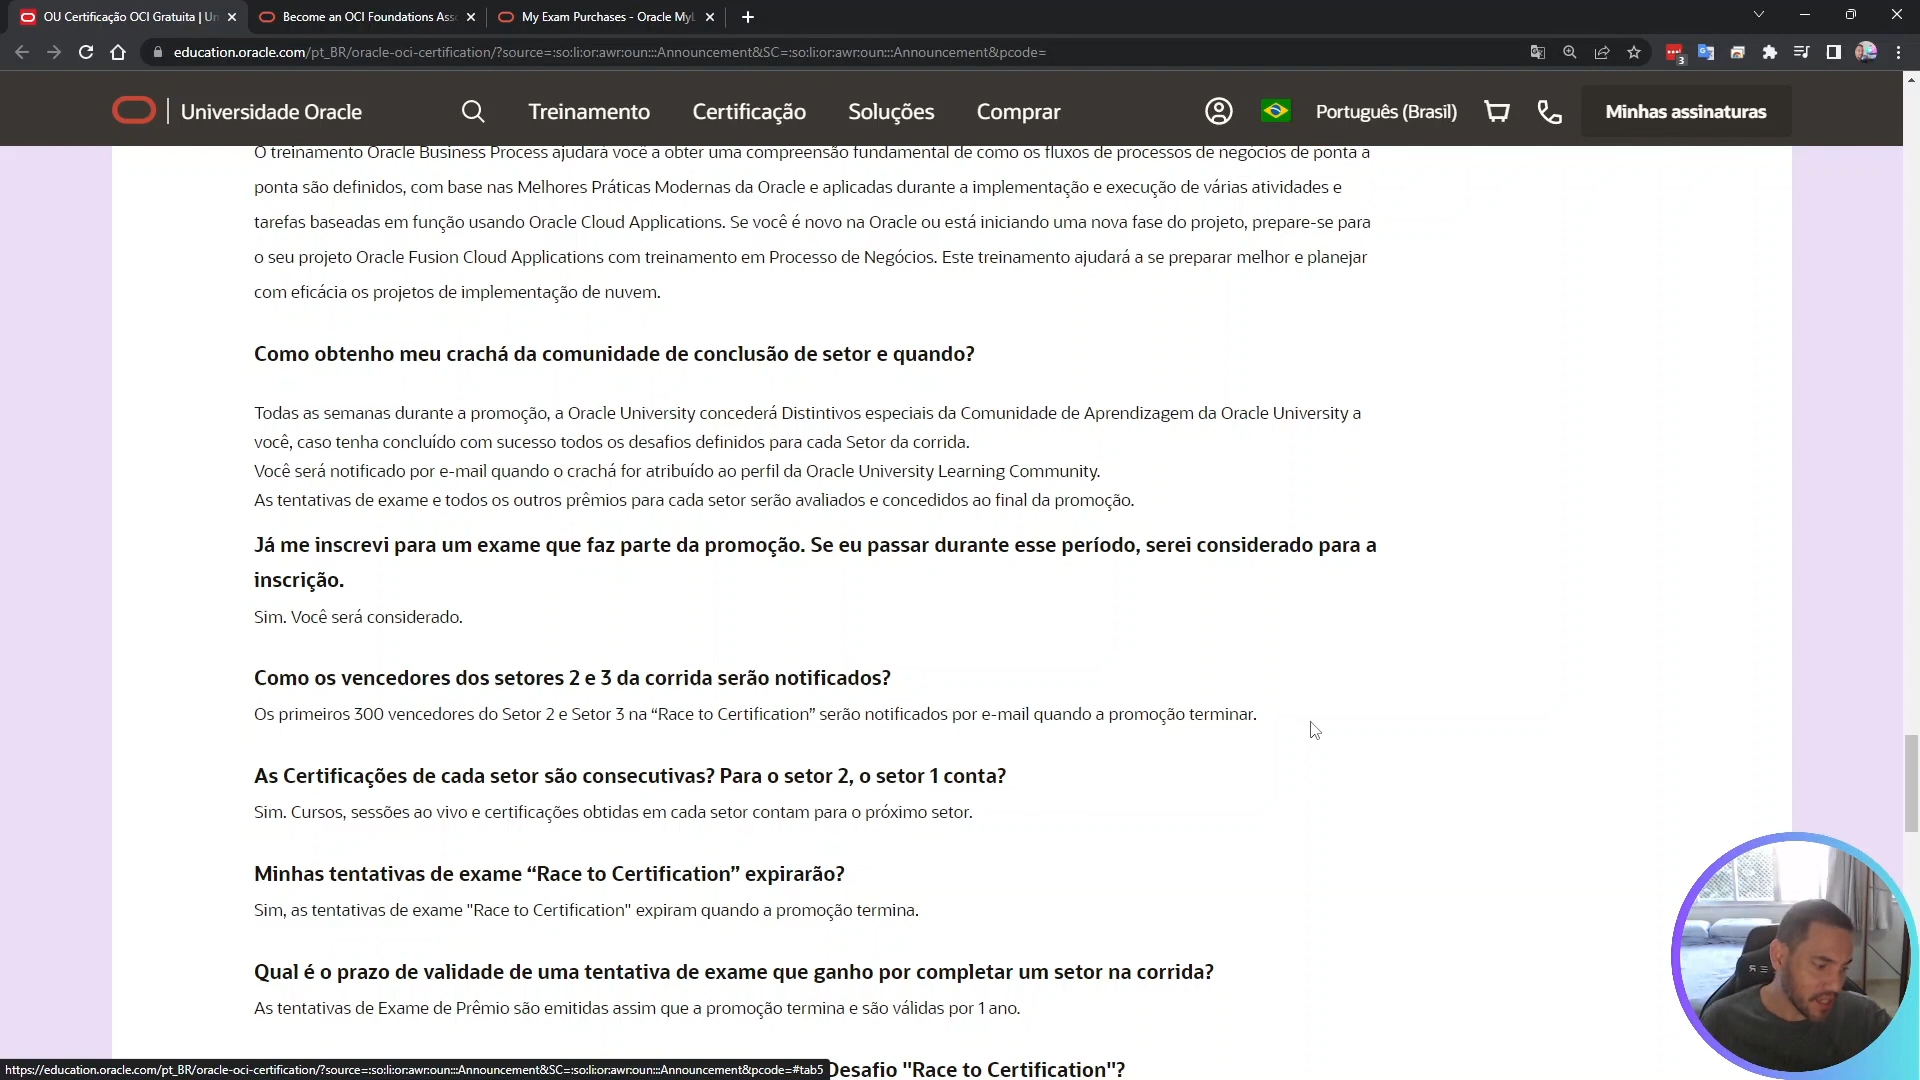 OU Certificação OCI Gratuita | Un
Become an OCI Foundations Asso
My Exam Purchases - Oracle MyL
education.oracle.com/pt_BR/oracle-oci-certification/?source=:so:li:or:awr:oun:::Announcement&SC=:so:li:or:awr:oun:::Announcement&pcode=
3
Universidade Oracle
Treinamento
Certificação
Soluções
Comprar
Português (Brasil)
Minhas assinaturas
O treinamento Oracle Business Process ajudará você a obter uma compreensão fundamental de como os fluxos de processos de negócios de ponta a
ponta são definidos, com base nas Melhores Práticas Modernas da Oracle e aplicadas durante a implementação e execução de várias atividades e
tarefas baseadas em função usando Oracle Cloud Applications. Se você é novo na Oracle ou está iniciando uma nova fase do projeto, prepare-se para
o seu projeto Oracle Fusion Cloud Applications com treinamento em Processo de Negócios. Este treinamento ajudará a se preparar melhor e planejar
com eficácia os projetos de implementação de nuvem.
Como obtenho meu crachá da comunidade de conclusão de setor e quando?
Todas as semanas durante a promoção, a Oracle University concederá Distintivos especiais da Comunidade de Aprendizagem da Oracle University a
você, caso tenha concluído com sucesso todos os desafios definidos para cada Setor da corrida.
Você será notificado por e-mail quando o crachá for atribuído ao perfil da Oracle University Learning Community.
As tentativas de exame e todos os outros prêmios para cada setor serão avaliados e concedidos ao final da promoção.
Já me inscrevi para um exame que faz parte da promoção. Se eu passar durante esse período, serei considerado para a
inscrição.
Sim. Você será considerado.
Como os vencedores dos setores 2 e 3 da corrida serão notificados?
Os primeiros 300 vencedores do Setor 2 e Setor 3 na “Race to Certification” serão notificados por e-mail quando a promoção terminar.
As Certificações de cada setor são consecutivas? Para o setor 2, o setor 1 conta?
Sim. Cursos, sessões ao vivo e certificações obtidas em cada setor contam para o próximo setor.
Minhas tentativas de exame “Race to Certification” expirarão?
Sim, as tentativas de exame "Race to Certification" expiram quando a promoção termina.
Qual é o prazo de validade de uma tentativa de exame que ganho por completar um setor na corrida?
As tentativas de Exame de Prêmio são emitidas assim que a promoção termina e são válidas por 1 ano.
Desafio "Race to Certification"?
https://education.oracle.com/pt_BR/oracle-oci-certification/?source=:so:li:or:awr:oun:::Announcement&SC=:so:li:or:awr:oun:::Announcement&pcode=#tab5